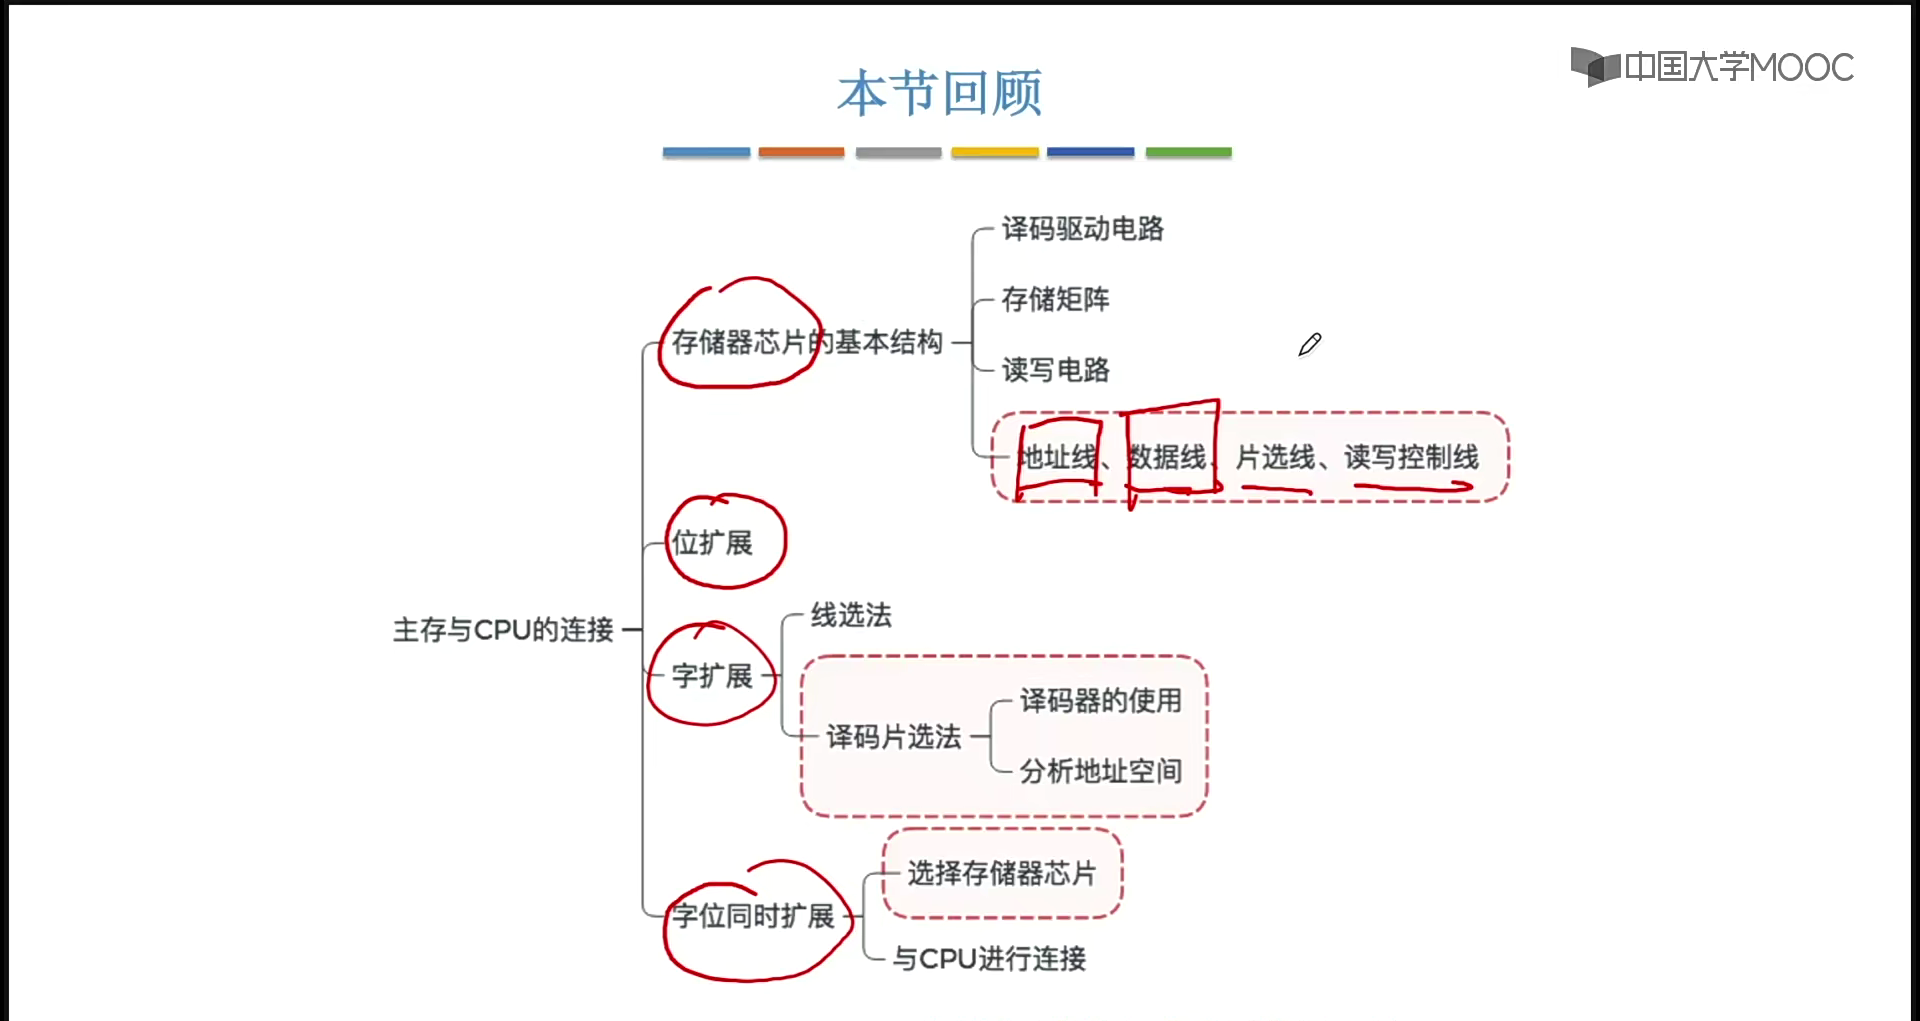 中国大学MOOC
本节回顾
译码驱动电路
存储矩阵
存储器芯片的基本结构
读写电路
地址线、数据线、片选线、读写控制线
位扩展
线选法
主存与CPU的连接
字扩展
译码器的使用
译码片选法
分析地址空间
选择存储器芯片
字位同时扩展
与CPU进行连接